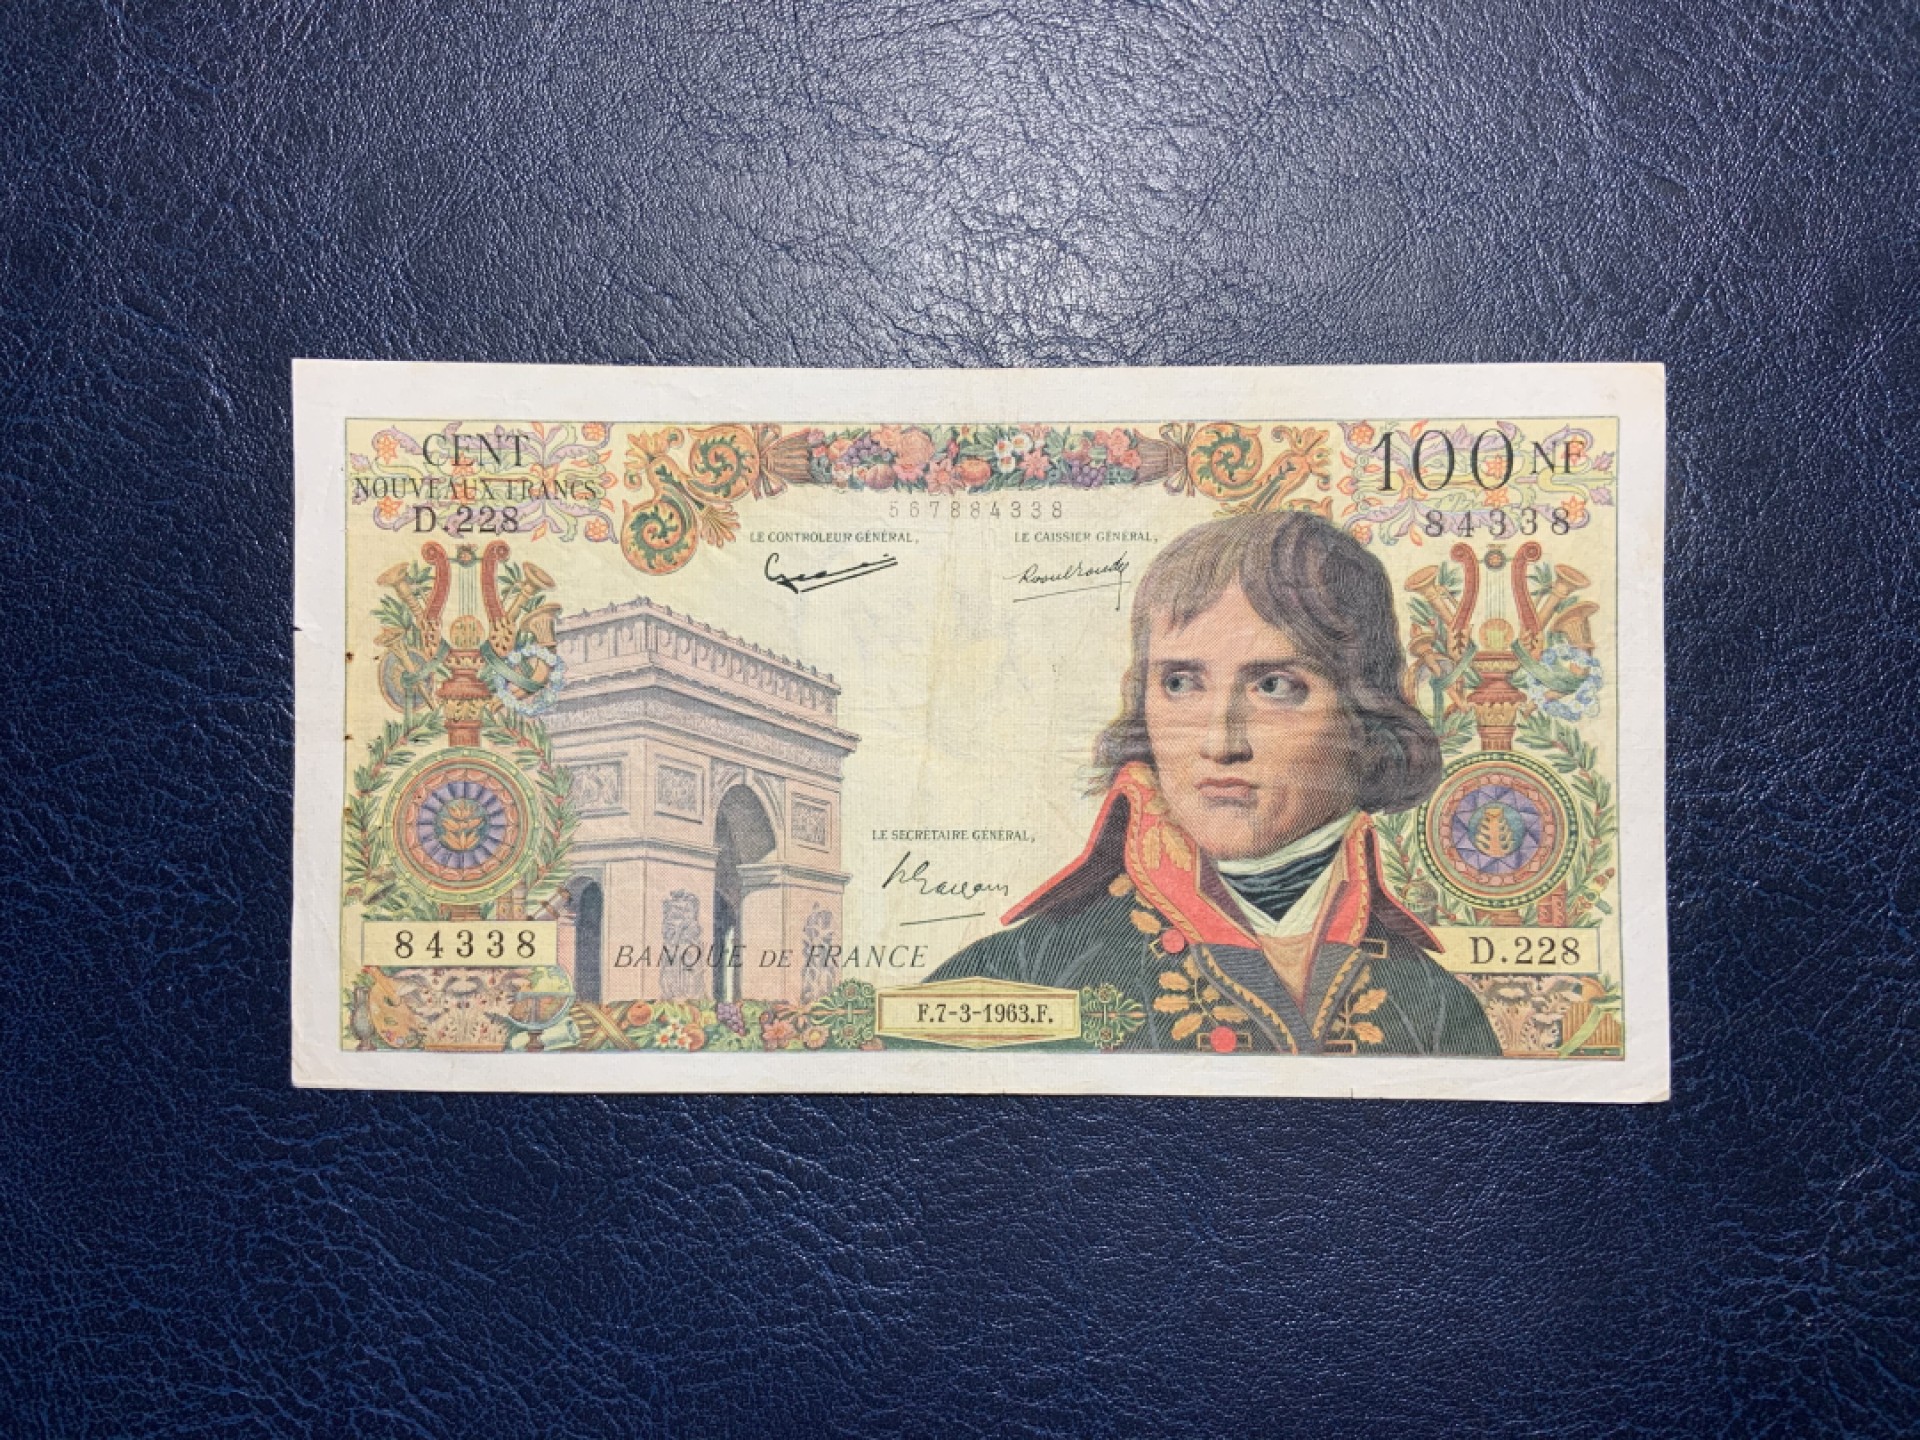 CENT
NOUVEAUX FRANCS
D.228
100 NF
84338
567884338
LE CONTROLEUR GÉNÉRAL,
LE CAISSIER GÉNÉRAL,
LE SECRÉTAIRE GÉNÉRAL,
84338
BANQUE DE FRANCE
D.228
F.7-3-1963.F.